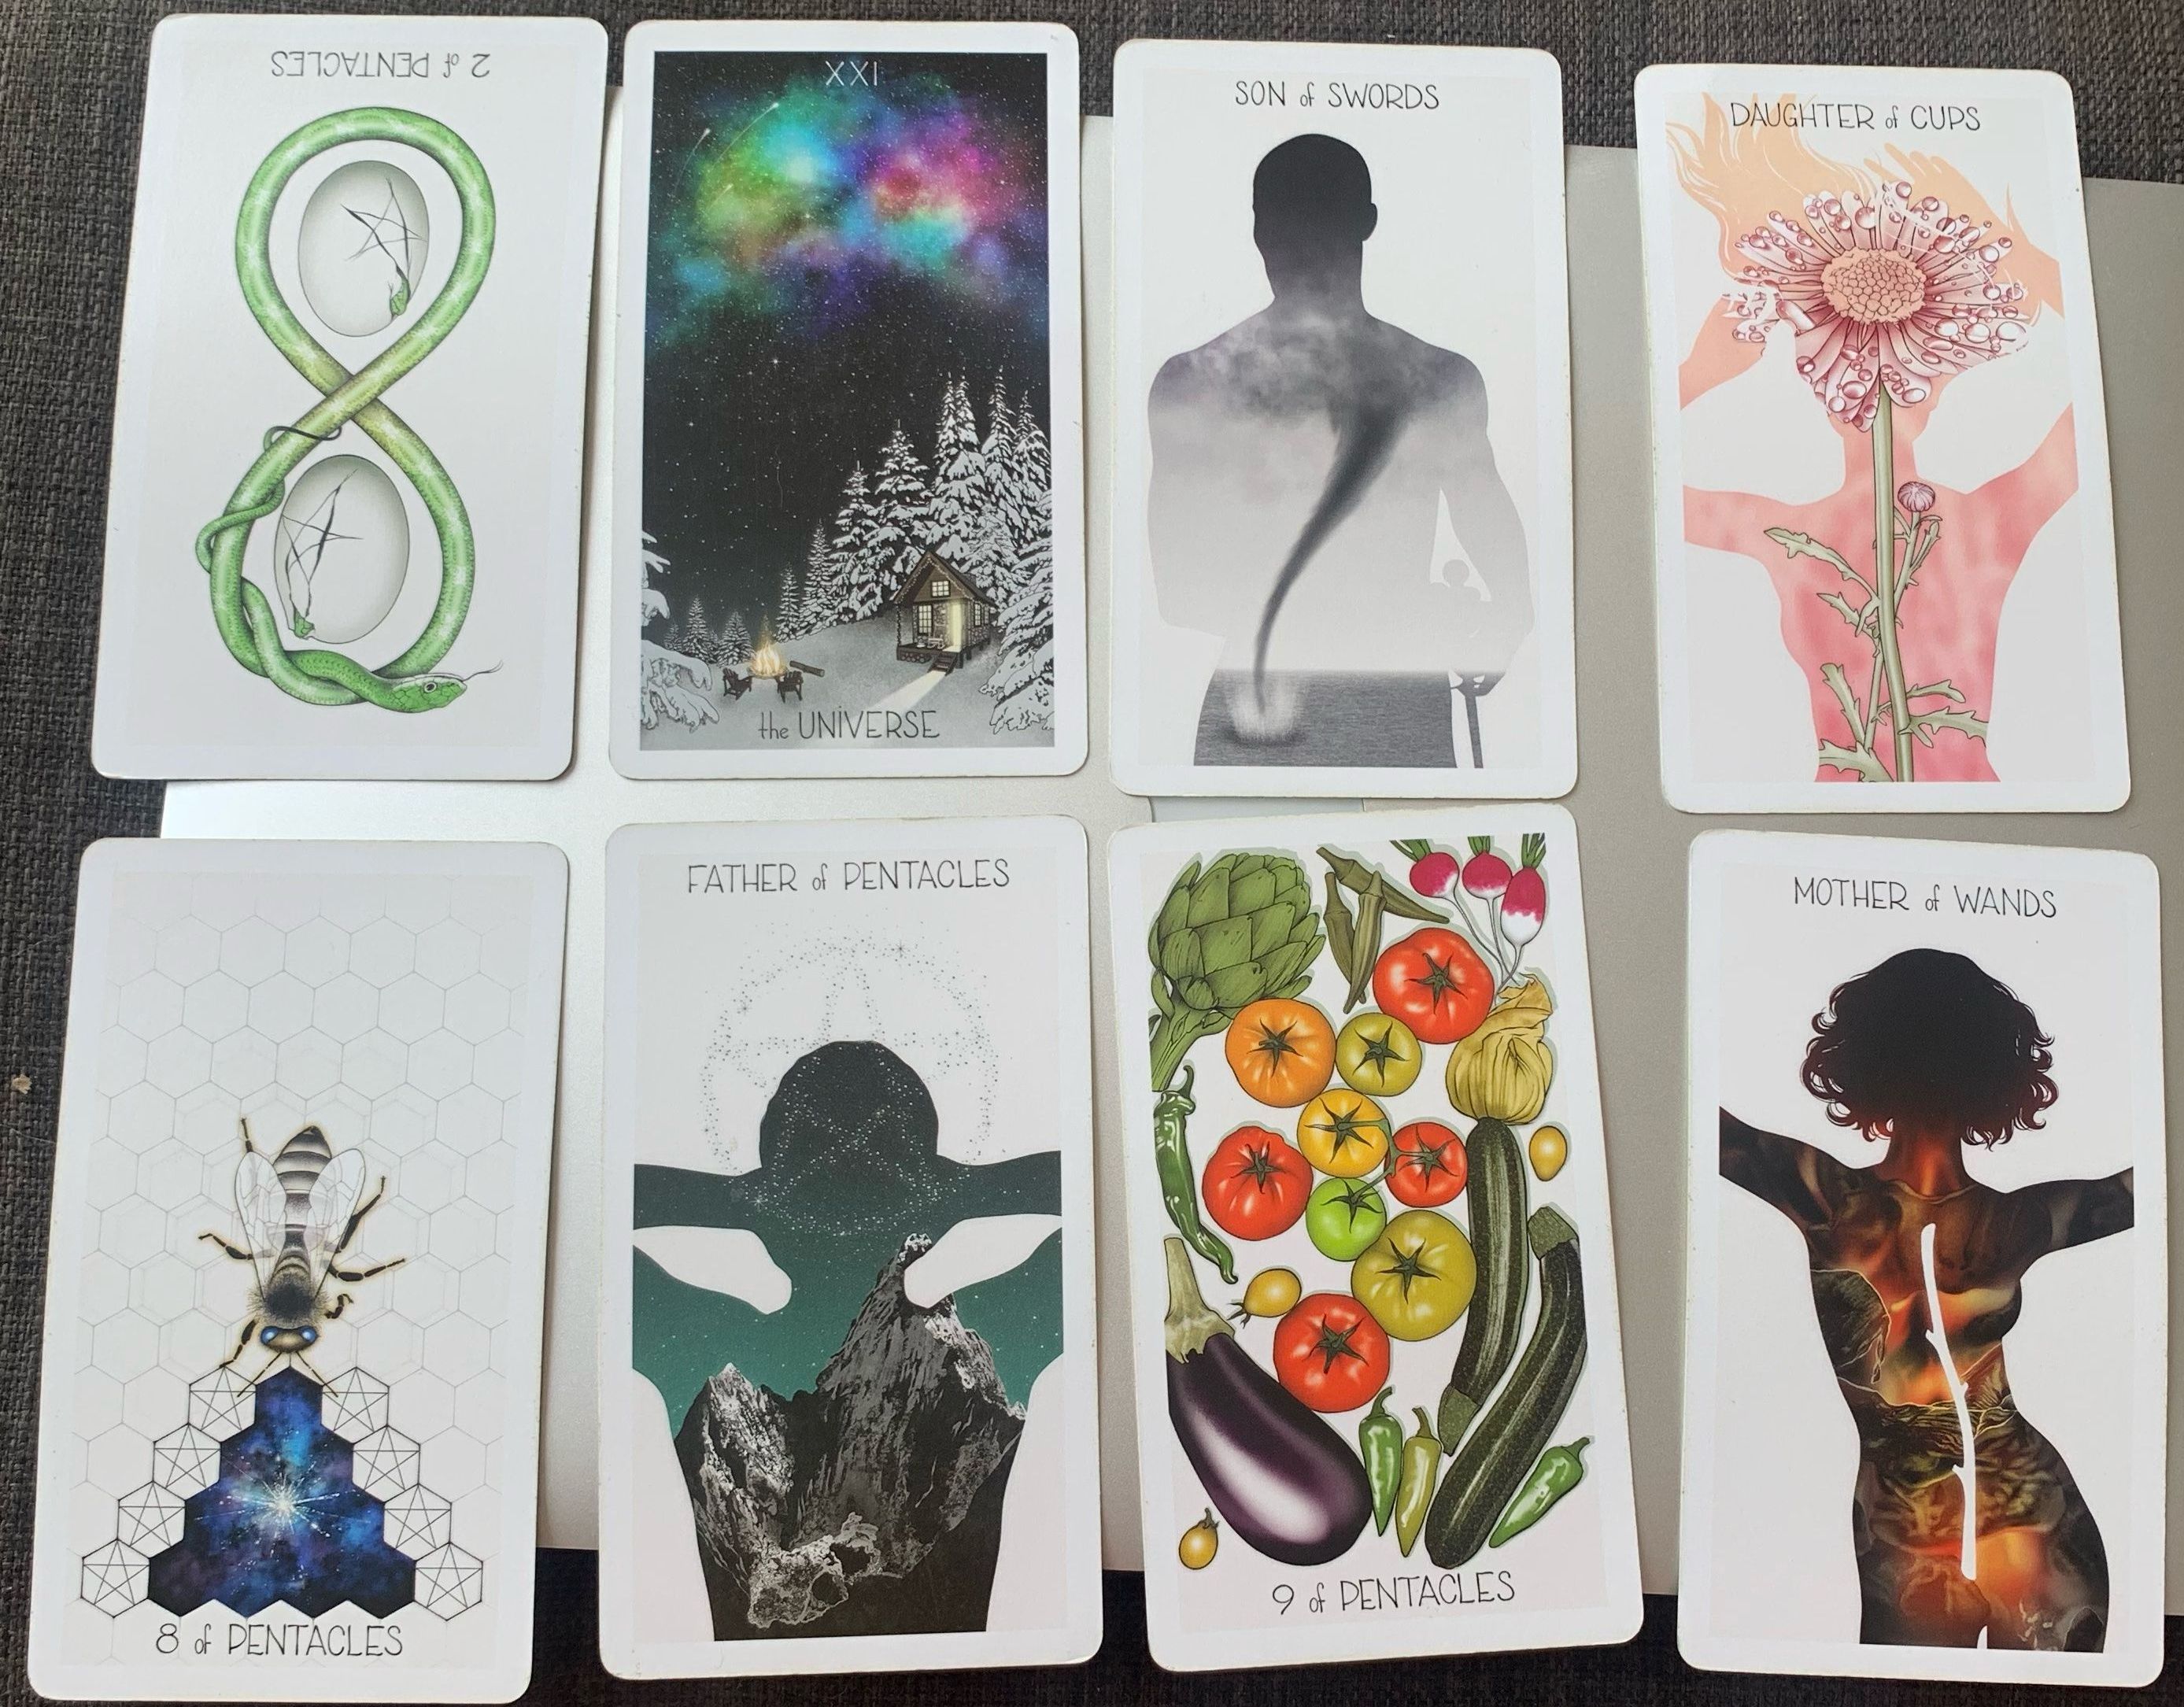 2 of PENTACLES
XXI
the UNIVERSE
SON of SWORDS
DAUGHTER of CUPS
8 of PENTACLES
FATHER of PENTACLES
9 of PENTACLES
MOTHER of WANDS